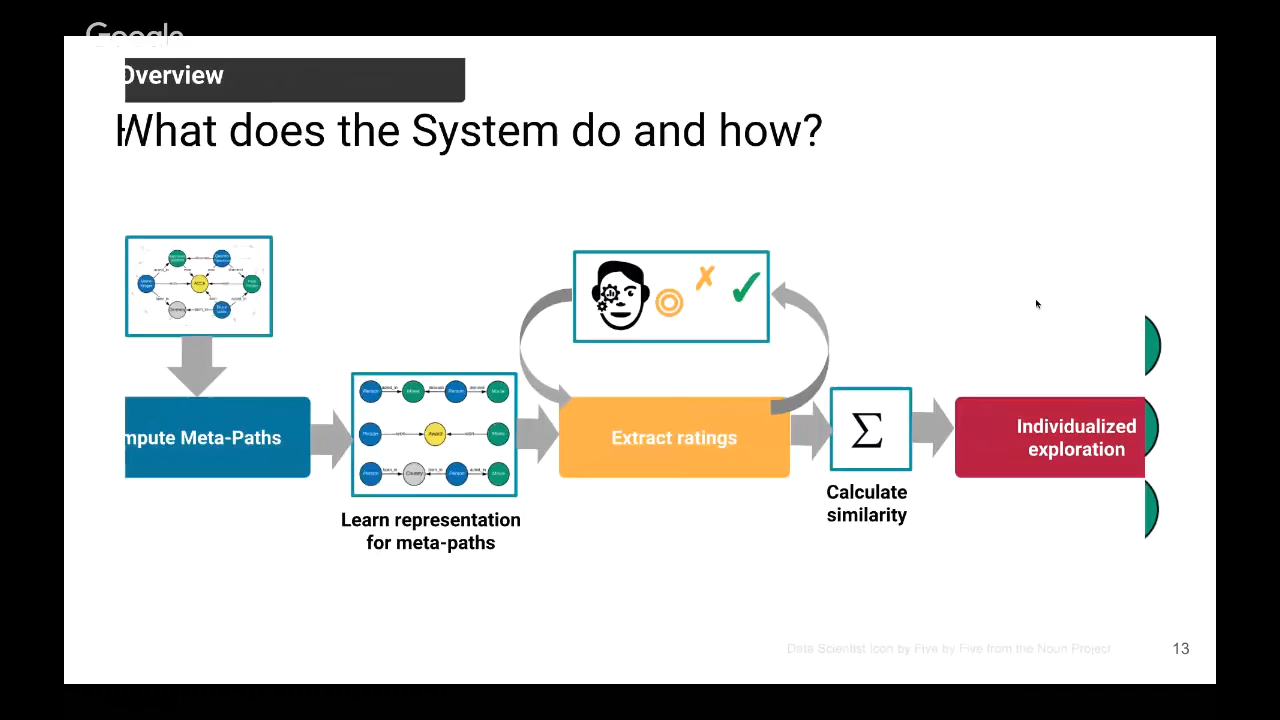 Google
Overview
What does the System do and how?
mpute Meta-Paths
Learn representation
for meta-paths
Extract ratings
Σ
Calculate
similarity
Individualized
exploration
Data Scientist Icon by Five by Five from the Noun Project
13